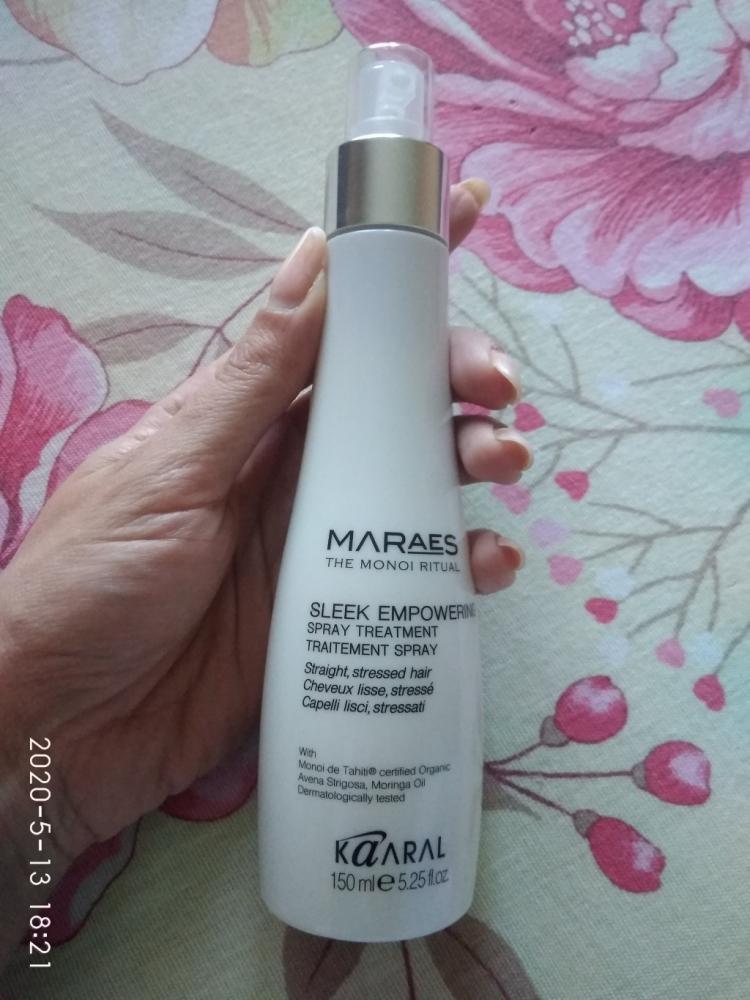 MARAES
THE MONOI RITUAL
SLEEK EMPOWERING
SPRAY TREATMENT
TRAITEMENT SPRAY
Straight, stressed hair
Cheveux lisse, stressé
Capelli lisci, stressati
With
Monoi de Tahiti® certified Organic
Avena Strigosa, Moringa Oil
Dermatologically tested
KAARAL
150 ml e 5.25 fl.oz.
2020-5-13 18:21